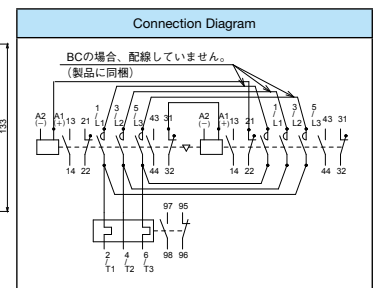 Connection Diagram
BCの場合、配線していません。
(製品に同梱)
133
A2 (−) A1 (+) 13 21 1/L1 3/L2 5/L3 43 31 A2 (−) A1 (+) 13 21 1/L1 3/L2 5/L3 43 31
14 22 44 32 14 22 44 32
97 95
98 96
2/T1 4/T2 6/T3